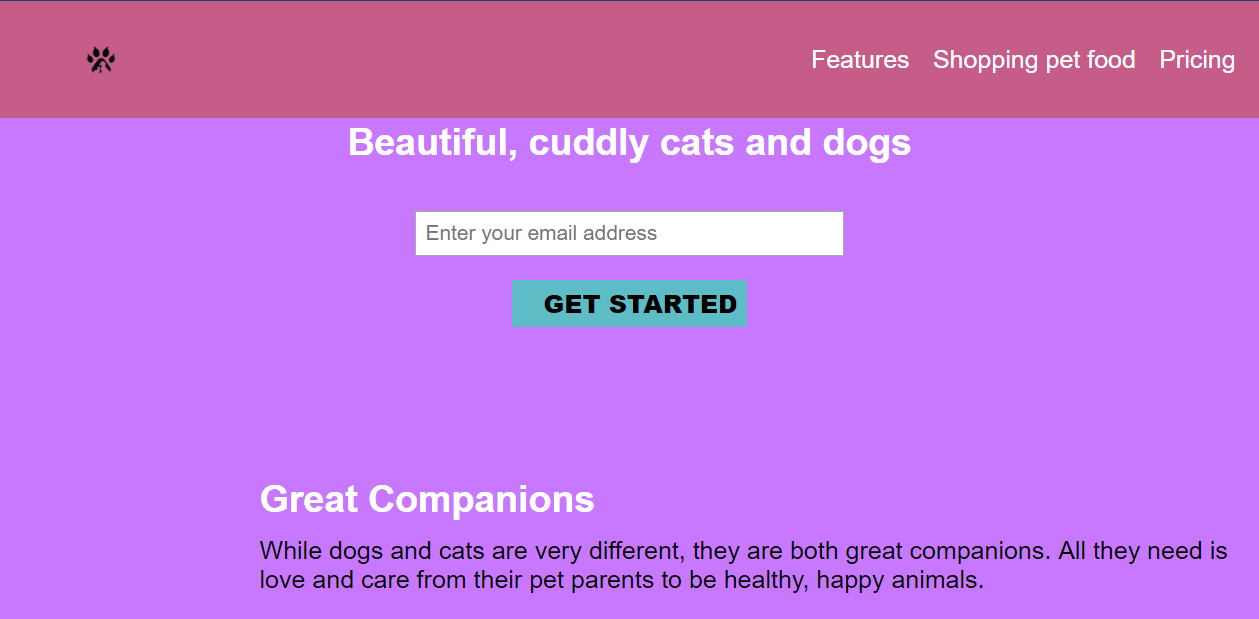 Features Shopping pet food Pricing
Beautiful, cuddly cats and dogs
Enter your email address
GET STARTED
Great Companions
While dogs and cats are very different, they are both great companions. All they need is
love and care from their pet parents to be healthy, happy animals.